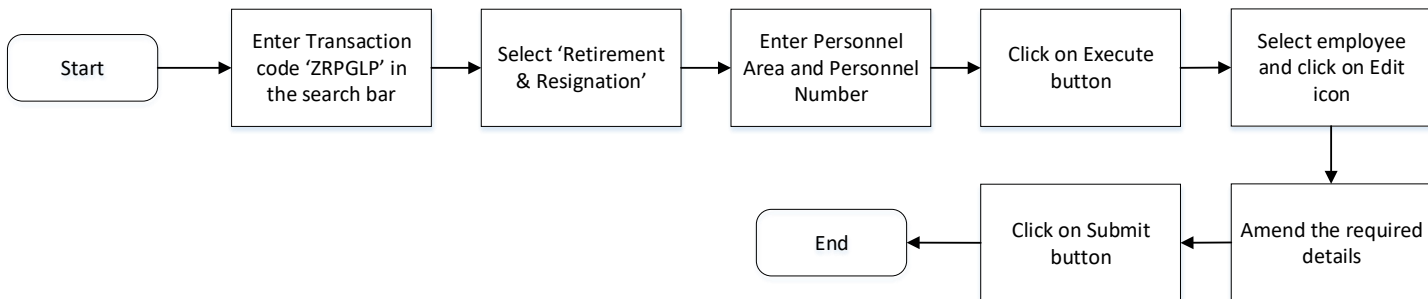 Start
Enter Transaction
code ‘ZRPGLP’ in
the search bar
Select ‘Retirement
& Resignation’
Enter Personnel
Area and Personnel
Number
Click on Execute
button
Select employee
and click on Edit
icon
Amend the required
details
Click on Submit
button
End